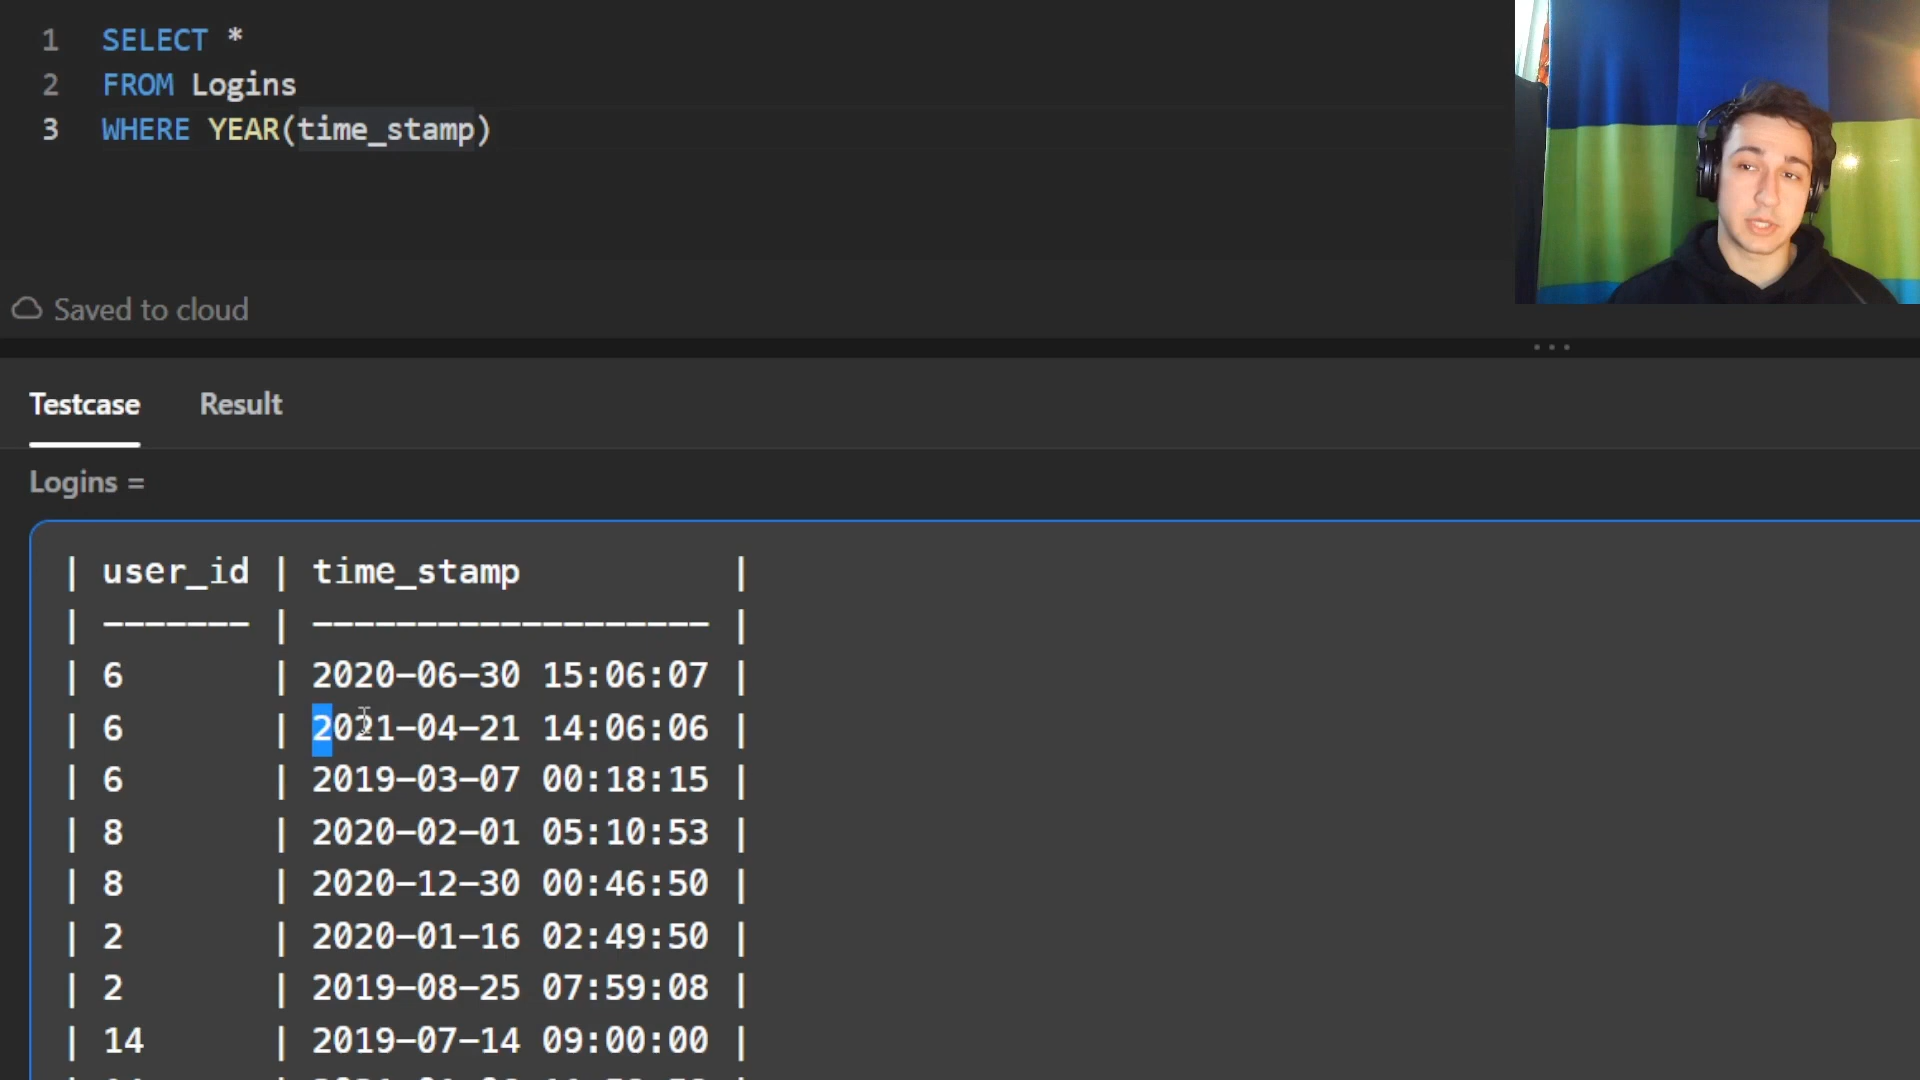 1 SELECT *
2 FROM Logins
3 WHERE YEAR(time_stamp)
Saved to cloud
Testcase Result
Logins =
| user_id | time_stamp |
| ------- | ------------------- |
| 6 | 2020-06-30 15:06:07 |
| 6 | 2021-04-21 14:06:06 |
| 6 | 2019-03-07 00:18:15 |
| 8 | 2020-02-01 05:10:53 |
| 8 | 2020-12-30 00:46:50 |
| 2 | 2020-01-16 02:49:50 |
| 2 | 2019-08-25 07:59:08 |
| 14 | 2019-07-14 09:00:00 |